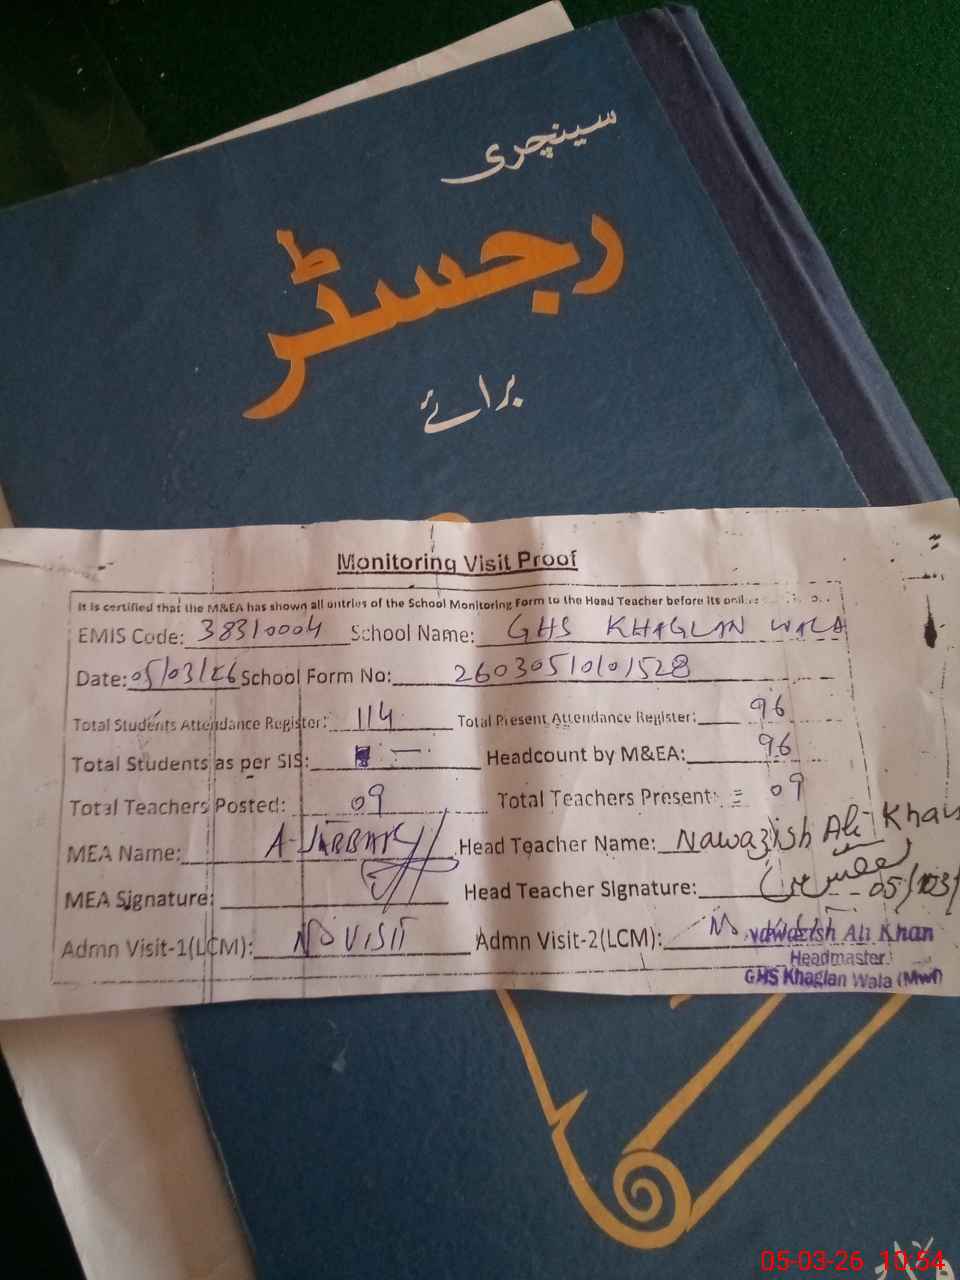 سینچری
رجسٹر
برائے
Monitoring Visit Proof
It is certified that the M&EA has shown all entries of the School Monitoring Form to the Head Teacher before its
EMIS Code: 38310004 School Name: GHS KHAGLAN WALA
Date: 05/03/26 School Form No: 26030510101528
Total Students Attendance Register: 114 Total Present Attendance Register: 96
Total Students as per SIS: — Headcount by M&EA: 96
Total Teachers Posted: 09 Total Teachers Present: 09
MEA Name: A-JABBAR Head Teacher Name: Nawazish Ali Khan
MEA Signature: Head Teacher Signature: 05/03/
Admn Visit-1(LCM): NO VISIT Admn Visit-2(LCM):
Nawazish Ali Khan
Headmaster
GHS Khaglan Wala (Mwi)
05-03-26 10:54